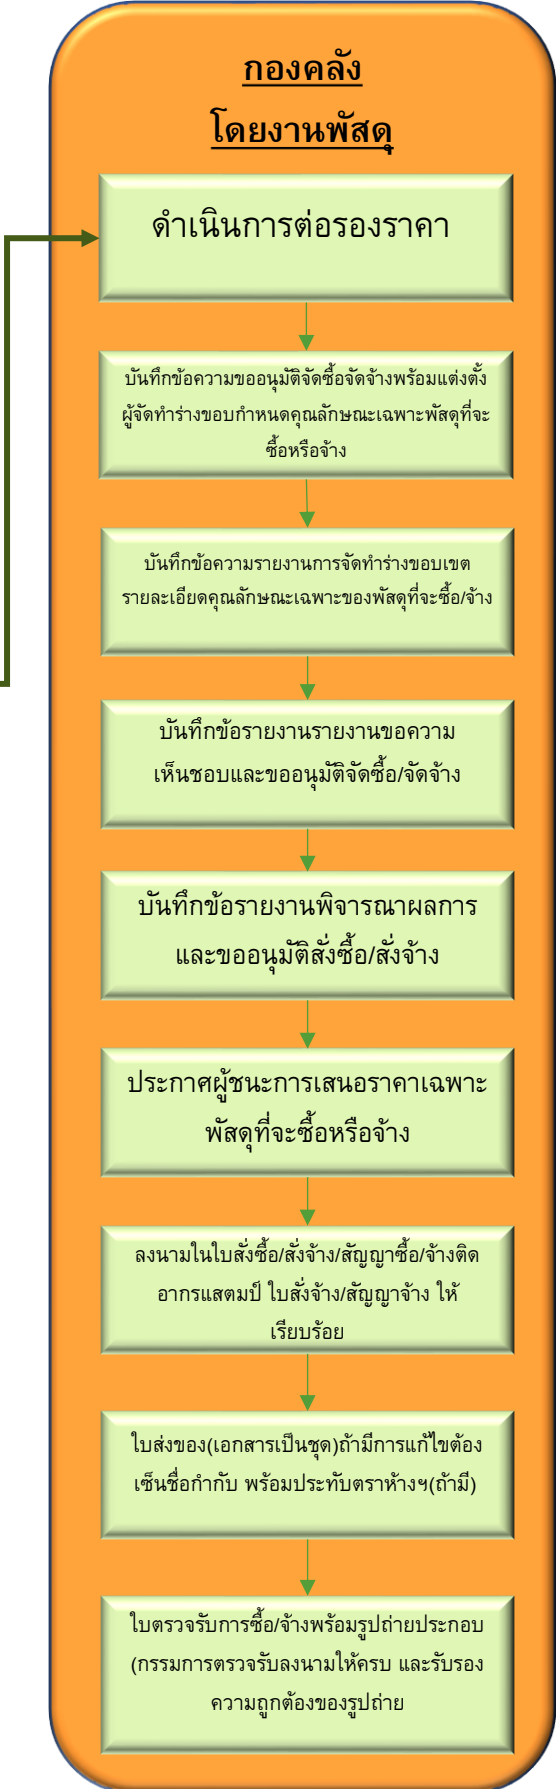 กองคลัง
โดยงานพัสดุ
ดำเนินการต่อรองราคา
บันทึกข้อความขออนุมัติจัดซื้อจัดจ้างพร้อมแต่งตั้ง
ผู้จัดทำร่างขอบกำหนดคุณลักษณะเฉพาะพัสดุที่จะ
ซื้อหรือจ้าง
บันทึกข้อความรายงานการจัดทำร่างขอบเขต
รายละเอียดคุณลักษณะเฉพาะของพัสดุที่จะซื้อ/จ้าง
บันทึกข้อรายงานรายงานขอความ
เห็นชอบและขออนุมัติจัดซื้อ/จัดจ้าง
บันทึกข้อรายงานพิจารณาผลการ
และขออนุมัติสั่งซื้อ/สั่งจ้าง
ประกาศผู้ชนะการเสนอราคาเฉพาะ
พัสดุที่จะซื้อหรือจ้าง
ลงนามในใบสั่งซื้อ/สั่งจ้าง/สัญญาซื้อ/จ้างติด
อากรแสตมป์ ใบสั่งจ้าง/สัญญาจ้าง ให้
เรียบร้อย
ใบส่งของ(เอกสารเป็นชุด)ถ้ามีการแก้ไขต้อง
เซ็นชื่อกำกับ พร้อมประทับตราห้างฯ(ถ้ามี)
ใบตรวจรับการซื้อ/จ้างพร้อมรูปถ่ายประกอบ
(กรรมการตรวจรับลงนามให้ครบ และรับรอง
ความถูกต้องของรูปถ่าย